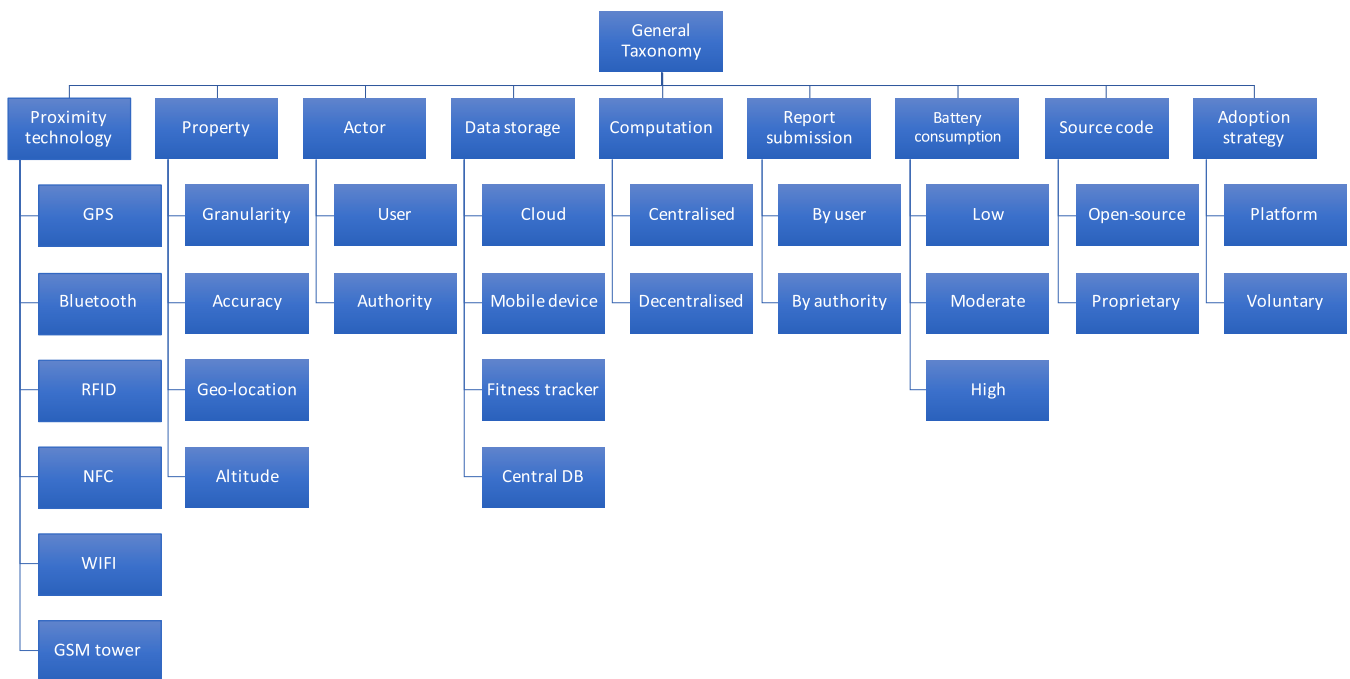 General
Taxonomy
Proximity
technology
Property
Actor
Data storage
Computation
Report
submission
Battery
consumption
Source code
Adoption
strategy
GPS
Granularity
User
Cloud
Centralised
By user
Low
Open-source
Platform
Bluetooth
Accuracy
Authority
Mobile device
Decentralised
By authority
Moderate
Proprietary
Voluntary
RFID
Geo-location
Fitness tracker
High
NFC
Altitude
Central DB
WIFI
GSM tower